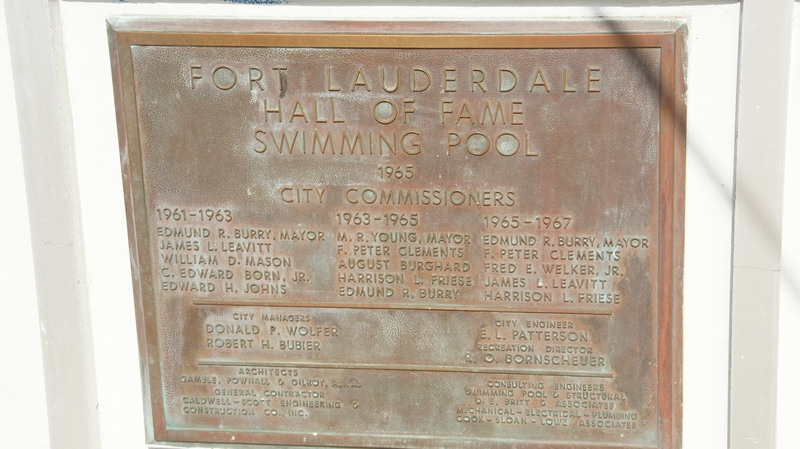 FORT LAUDERDALE
HALL OF FAME
SWIMMING POOL
1965
CITY COMMISSIONERS
1961-1963
EDMUND R. BURRY, MAYOR
JAMES L. LEAVITT
WILLIAM D. MASON
C. EDWARD BORN, JR.
EDWARD H. JOHNS
1963-1965
M. R. YOUNG, MAYOR
F. PETER CLEMENTS
AUGUST BURGHARD
HARRISON L. FRIESE
EDMUND R. BURRY
1965-1967
EDMUND R. BURRY, MAYOR
F. PETER CLEMENTS
FRED E. WELKER, JR.
JAMES L. LEAVITT
HARRISON L. FRIESE
CITY MANAGERS
DONALD P. WOLFER
ROBERT H. BUBIER
CITY ENGINEER
E. L. PATTERSON
RECREATION DIRECTOR
R. O. BORNSCHEUER
ARCHITECTS
GAMBLE, POWNALL & GILROY,
GENERAL CONTRACTOR
CALDWELL-SCOTT ENGINEERING &
CONSTRUCTION CO., INC.
CONSULTING ENGINEERS
SWIMMING POOL & STRUCTURAL
D. E. BRITT & ASSOCIATES
MECHANICAL-ELECTRICAL-PLUMBING
COOK-SLOAN-LOWE ASSOCIATES